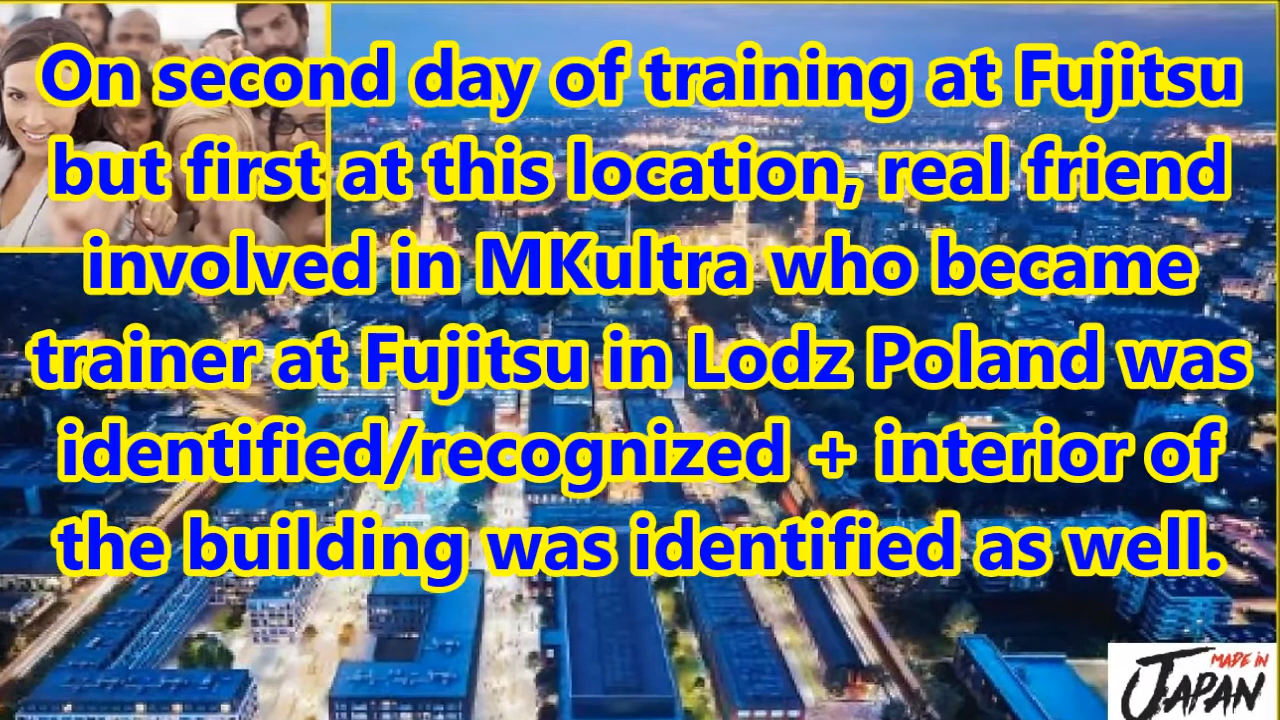 On second day of training at Fujitsu
but first at this location, real friend
involved in MKultra who became
trainer at Fujitsu in Lodz Poland was
identified/recognized + interior of
the building was identified as well.
MADE IN
JAPAN